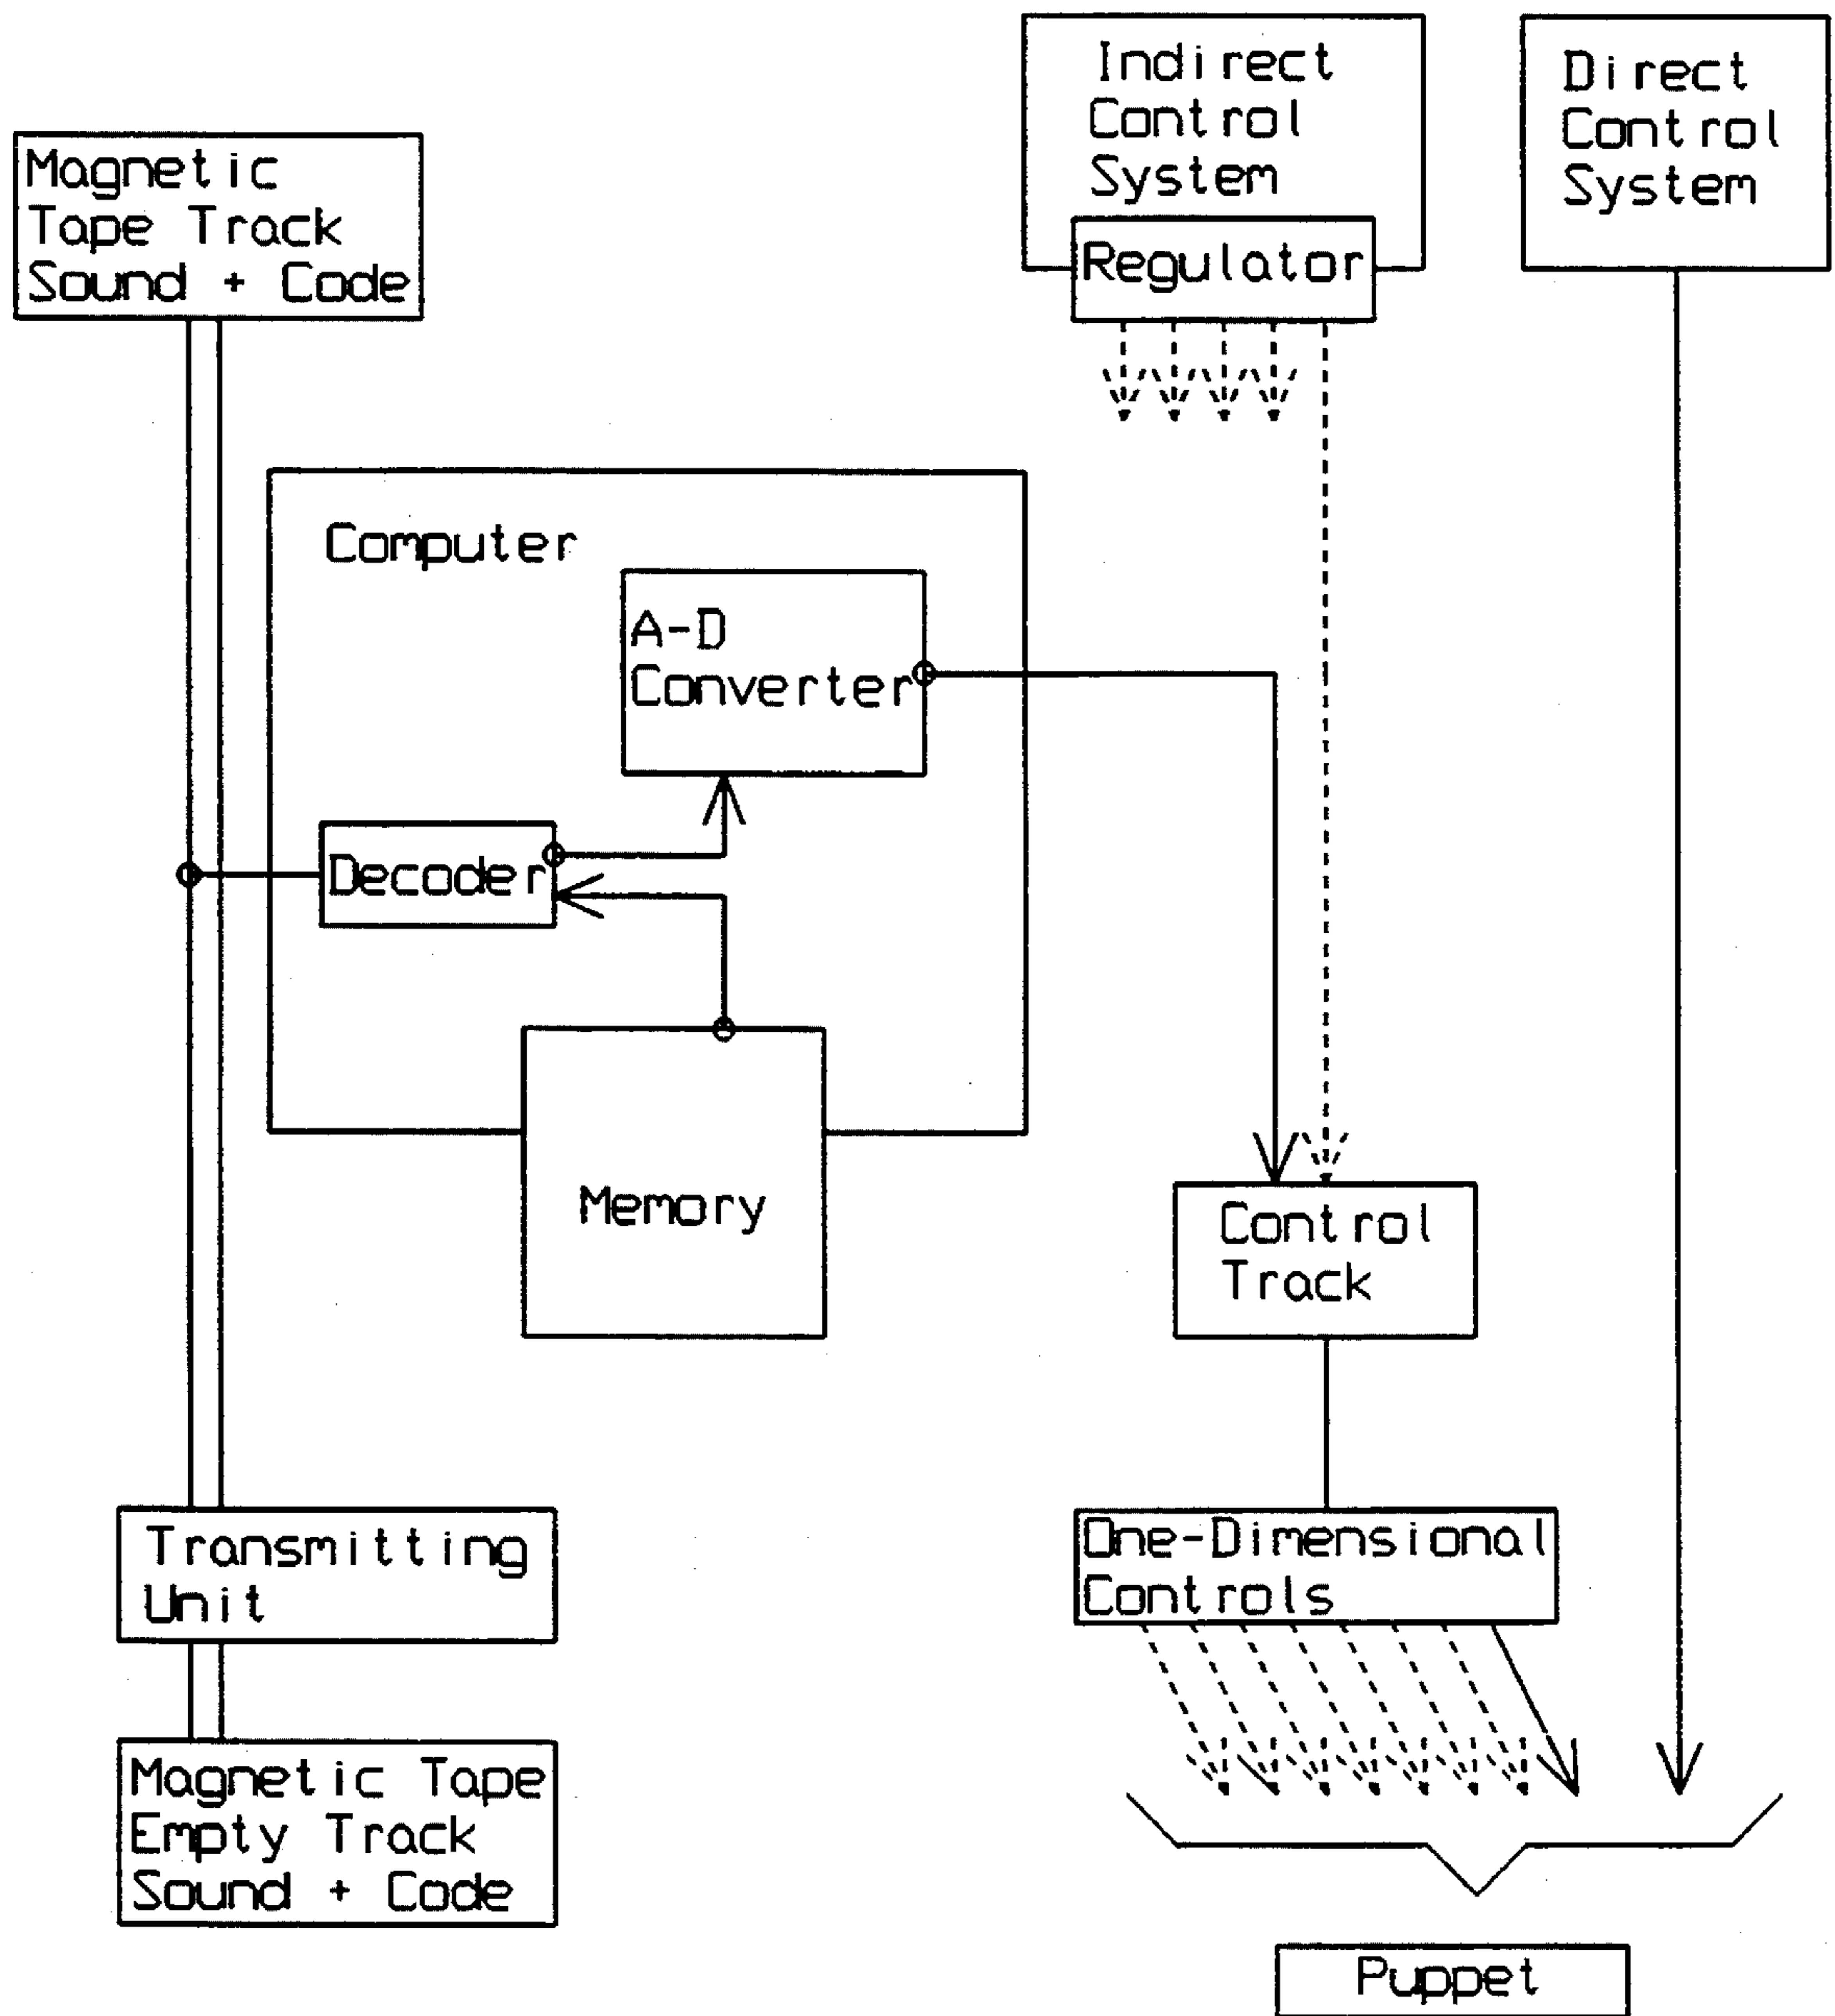 Indirect
Control
System
Regulator
Direct
Control
System
Magnetic
Tape Track
Sound + Code
Computer
A-D
Converter
Decoder
Memory
Control
Track
Transmitting
Unit
One-Dimensional
Controls
Magnetic Tape
Empty Track
Sound + Code
Puppet